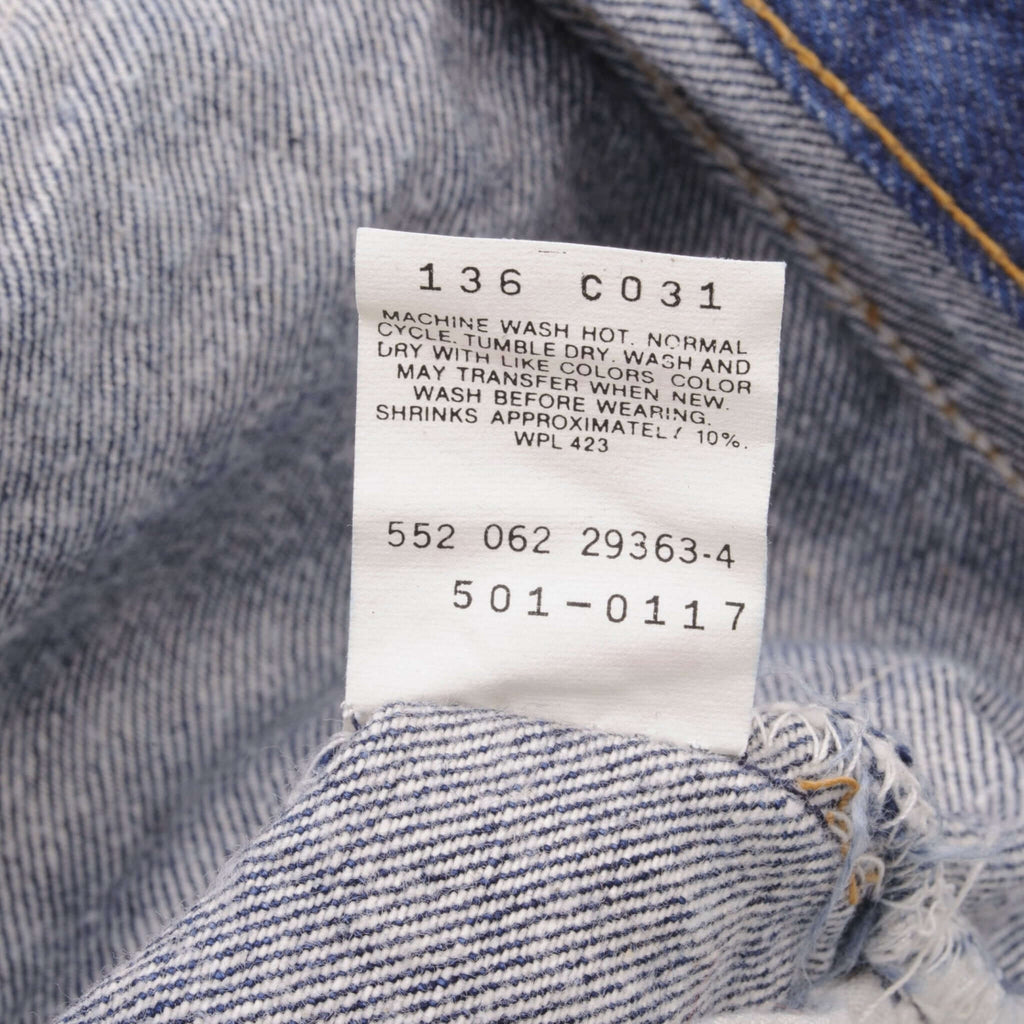 136 C031
MACHINE WASH HOT. NORMAL
CYCLE. TUMBLE DRY. WASH AND
DRY WITH LIKE COLORS COLOR
MAY TRANSFER WHEN NEW.
WASH BEFORE WEARING.
SHRINKS APPROXIMATELY 10%.
WPL 423
552 062 29363-4
501-0117